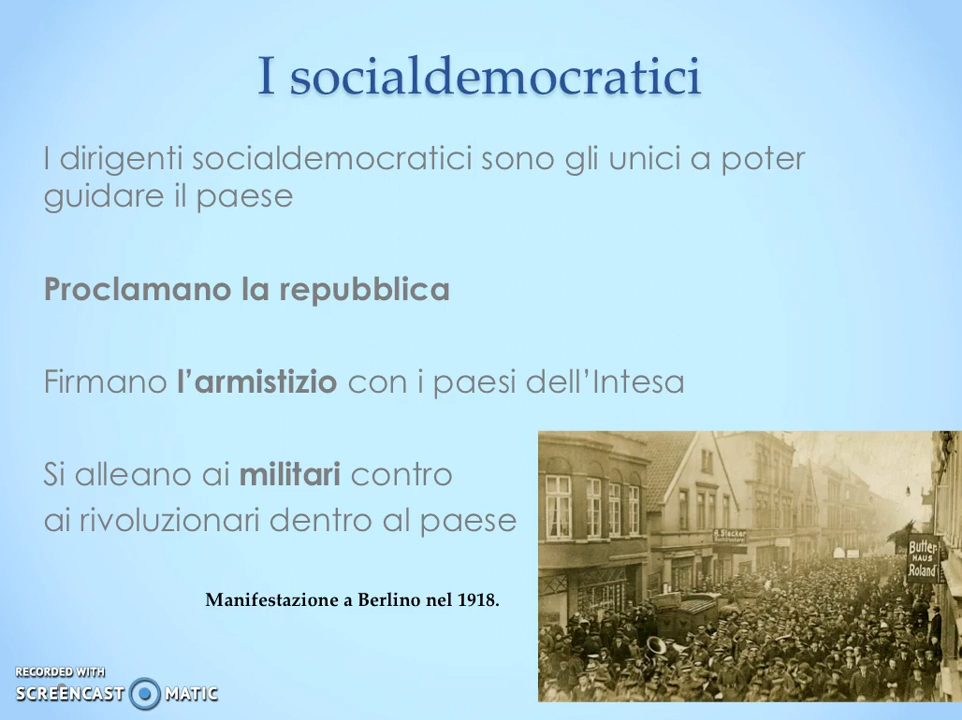 I socialdemocratici
I dirigenti socialdemocratici sono gli unici a poter
guidare il paese
Proclamano la repubblica
Firmano l’armistizio con i paesi dell’Intesa
Si alleano ai militari contro
ai rivoluzionari dentro al paese
Manifestazione a Berlino nel 1918.
Butter
HAUS
Roland
RECORDED WITH
SCREENCAST MATIC